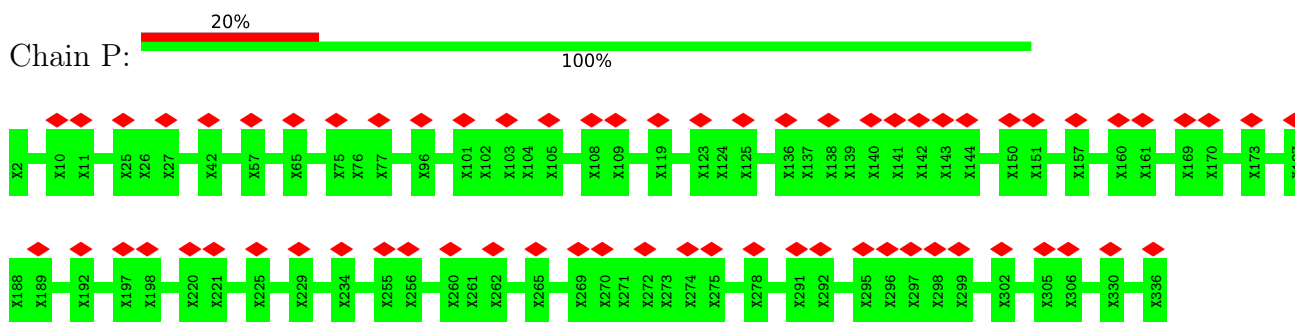 20%
Chain P:
100%
X2 X10 X11 X25 X26 X27 X42 X57 X65 X75 X76 X77 X96 X101 X102 X103 X104 X105 X108 X109 X119 X123 X124 X125 X136 X137 X138 X139 X140 X141 X142 X143 X144 X150 X151 X157 X160 X161 X169 X170 X173
X188 X189 X192 X197 X198 X220 X221 X225 X229 X234 X255 X256 X260 X261 X262 X265 X269 X270 X271 X272 X273 X274 X275 X278 X291 X292 X295 X296 X297 X298 X299 X302 X305 X306 X330 X336